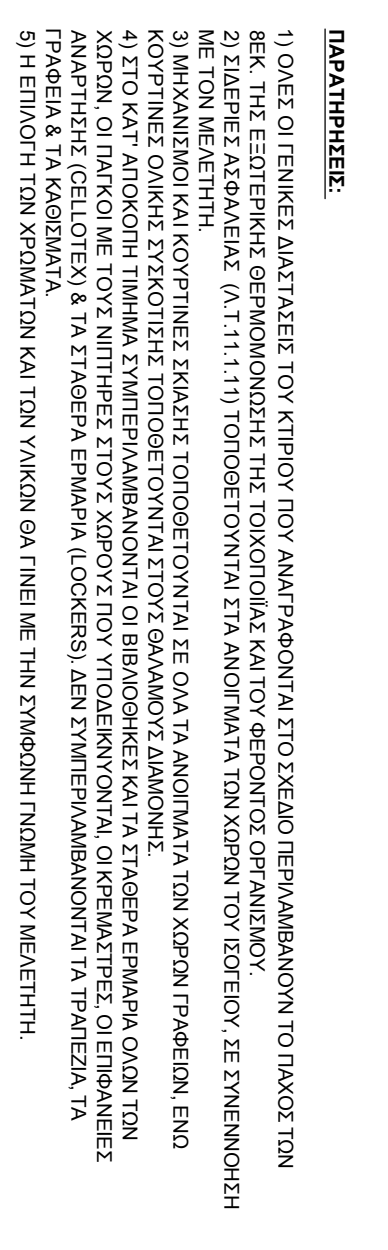 ΠΑΡΑΤΗΡΗΣΕΙΣ:
1) ΟΛΕΣ ΟΙ ΓΕΝΙΚΕΣ ΔΙΑΣΤΑΣΕΙΣ ΤΟΥ ΚΤΙΡΙΟΥ ΠΟΥ ΑΝΑΓΡΑΦΟΝΤΑΙ ΣΤΟ ΣΧΕΔΙΟ ΠΕΡΙΛΑΜΒΑΝΟΥΝ ΤΟ ΠΑΧΟΣ ΤΩΝ
8ΕΚ. ΤΗΣ ΕΞΩΤΕΡΙΚΗΣ ΘΕΡΜΟΜΟΝΩΣΗΣ ΤΗΣ ΤΟΙΧΟΠΟΙΪΑΣ ΚΑΙ ΤΟΥ ΦΕΡΟΝΤΟΣ ΟΡΓΑΝΙΣΜΟΥ.
2) ΣΙΔΕΡΙΕΣ ΑΣΦΑΛΕΙΑΣ (Λ.Τ.11.1.11) ΤΟΠΟΘΕΤΟΥΝΤΑΙ ΣΤΑ ΑΝΟΙΓΜΑΤΑ ΤΩΝ ΧΩΡΩΝ ΤΟΥ ΙΣΟΓΕΙΟΥ, ΣΕ ΣΥΝΕΝΝΟΗΣΗ
ΜΕ ΤΟΝ ΜΕΛΕΤΗΤΗ.
3) ΜΗΧΑΝΙΣΜΟΙ ΚΑΙ ΚΟΥΡΤΙΝΕΣ ΣΚΙΑΣΗΣ ΤΟΠΟΘΕΤΟΥΝΤΑΙ ΣΕ ΟΛΑ ΤΑ ΑΝΟΙΓΜΑΤΑ ΤΩΝ ΧΩΡΩΝ ΓΡΑΦΕΙΩΝ, ΕΝΩ
ΚΟΥΡΤΙΝΕΣ ΟΛΙΚΗΣ ΣΥΣΚΟΤΙΣΗΣ ΤΟΠΟΘΕΤΟΥΝΤΑΙ ΣΤΟΥΣ ΘΑΛΑΜΟΥΣ ΔΙΑΜΟΝΗΣ.
4) ΣΤΟ ΚΑΤ' ΑΠΟΚΟΠΗ ΤΙΜΗΜΑ ΣΥΜΠΕΡΙΛΑΜΒΑΝΟΝΤΑΙ ΟΙ ΒΙΒΛΙΟΘΗΚΕΣ ΚΑΙ ΤΑ ΣΤΑΘΕΡΑ ΕΡΜΑΡΙΑ ΟΛΩΝ ΤΩΝ
ΧΩΡΩΝ, ΟΙ ΠΑΓΚΟΙ ΜΕ ΤΟΥΣ ΝΙΠΤΗΡΕΣ ΣΤΟΥΣ ΧΩΡΟΥΣ ΠΟΥ ΥΠΟΔΕΙΚΝΥΟΝΤΑΙ, ΟΙ ΚΡΕΜΑΣΤΡΕΣ, ΟΙ ΕΠΙΦΑΝΕΙΕΣ
ΑΝΑΡΤΗΣΗΣ (CELLOTEX) & ΤΑ ΣΤΑΘΕΡΑ ΕΡΜΑΡΙΑ (LOCKERS). ΔΕΝ ΣΥΜΠΕΡΙΛΑΜΒΑΝΟΝΤΑΙ ΤΑ ΤΡΑΠΕΖΙΑ, ΤΑ
ΓΡΑΦΕΙΑ & ΤΑ ΚΑΘΙΣΜΑΤΑ.
5) Η ΕΠΙΛΟΓΗ ΤΩΝ ΧΡΩΜΑΤΩΝ ΚΑΙ ΤΩΝ ΥΛΙΚΩΝ ΘΑ ΓΙΝΕΙ ΜΕ ΤΗΝ ΣΥΜΦΩΝΗ ΓΝΩΜΗ ΤΟΥ ΜΕΛΕΤΗΤΗ.